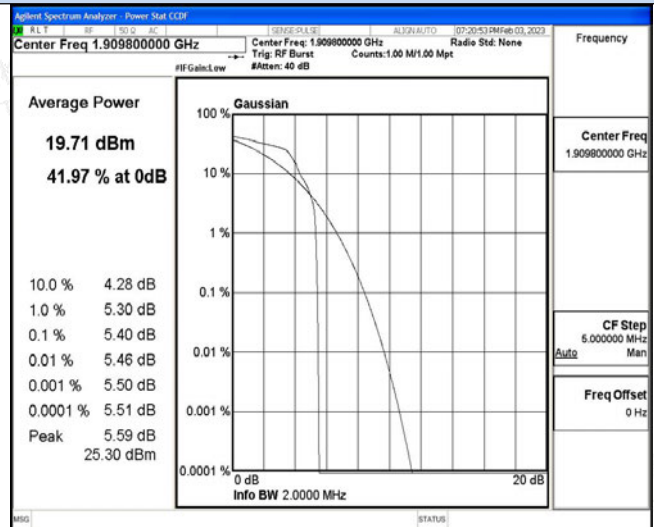 Agilent Spectrum Analyzer - Power Stat CCDF
RLT RF 50 Ω AC SENSE:PULSE ALIGN AUTO 07:20:53 PM Feb 03, 2023
Center Freq 1.909800000 GHz
Center Freq: 1.909800000 GHz Radio Std: None
Trig: RF Burst Counts:1.00 M/1.00 Mpt
#IFGain:Low #Atten: 40 dB
Frequency
Average Power
19.71 dBm
41.97 % at 0dB
10.0 % 4.28 dB
1.0 % 5.30 dB
0.1 % 5.40 dB
0.01 % 5.46 dB
0.001 % 5.50 dB
0.0001 % 5.51 dB
Peak 5.59 dB
25.30 dBm
Gaussian
100 %
10 %
1 %
0.1 %
0.01 %
0.001 %
0.0001 %
0 dB 20 dB
Info BW 2.0000 MHz
Center Freq
1.909800000 GHz
CF Step
5.000000 MHz
Auto Man
Freq Offset
0 Hz
MSG STATUS